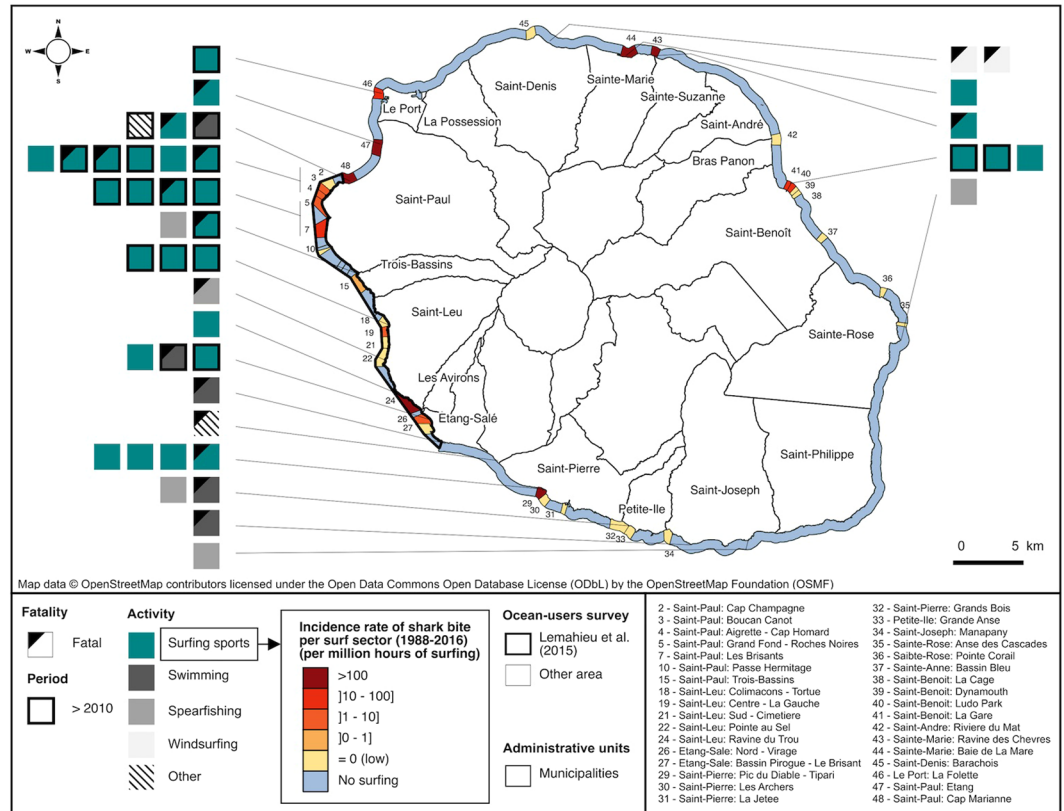 N
W
E
S
45
44
43
46
47
48
2
3
4
5
7
10
15
18
19
21
22
24
26
27
29
30
31
32
33
34
35
36
37
38
39
40
41
42
Saint-Denis
Sainte-Marie
Sainte-Suzanne
Le Port
La Possession
Saint-André
Bras Panon
Saint-Paul
Saint-Benoît
Trois-Bassins
Saint-Leu
Sainte-Rose
Les Avirons
Étang-Salé
Saint-Pierre
Saint-Philippe
Saint-Joseph
Petite-Ile
0 5 km
Map data © OpenStreetMap contributors licensed under the Open Data Commons Open Database License (ODbL) by the OpenStreetMap Foundation (OSMF)
Fatality
Fatal
Period
> 2010
Activity
Surfing sports
Swimming
Spearfishing
Windsurfing
Other
Incidence rate of shark bite
per surf sector (1988-2016)
(per million hours of surfing)
>100
]10 - 100]
]1 - 10]
]0 - 1]
= 0 (low)
No surfing
Ocean-users survey
Lemahieu et al.
(2015)
Other area
Administrative units
Municipalities
2 - Saint-Paul: Cap Champagne
3 - Saint-Paul: Boucan Canot
4 - Saint-Paul: Aigrette - Cap Homard
5 - Saint-Paul: Grand Fond - Roches Noires
7 - Saint-Paul: Les Brisants
10 - Saint-Paul: Passe Hermitage
15 - Saint-Paul: Trois-Bassins
18 - Saint-Leu: Colimacons - Tortue
19 - Saint-Leu: Centre - La Gauche
21 - Saint-Leu: Sud - Cimetiere
22 - Saint-Leu: Pointe au Sel
24 - Saint-Leu: Ravine du Trou
26 - Etang-Sale: Nord - Virage
27 - Etang-Sale: Bassin Pirogue - Le Brisant
29 - Saint-Pierre: Pic du Diable - Tipari
30 - Saint-Pierre: Les Archers
31 - Saint-Pierre: La Jetee
32 - Saint-Pierre: Grands Bois
33 - Petite-Ile: Grande Anse
34 - Saint-Joseph: Manapany
35 - Sainte-Rose: Anse des Cascades
36 - Sainbte-Rose: Pointe Corail
37 - Sainte-Anne: Bassin Bleu
38 - Saint-Benoit: La Cage
39 - Saint-Benoit: Dynamouth
40 - Saint-Benoit: Ludo Park
41 - Saint-Benoit: La Gare
42 - Saint-Andre: Riviere du Mat
43 - Sainte-Marie: Ravine des Chevres
44 - Sainte-Marie: Baie de La Mare
45 - Saint-Denis: Barachois
46 - Le Port: La Folette
47 - Saint-Paul: Etang
48 - Saint-Paul: Cap Marianne